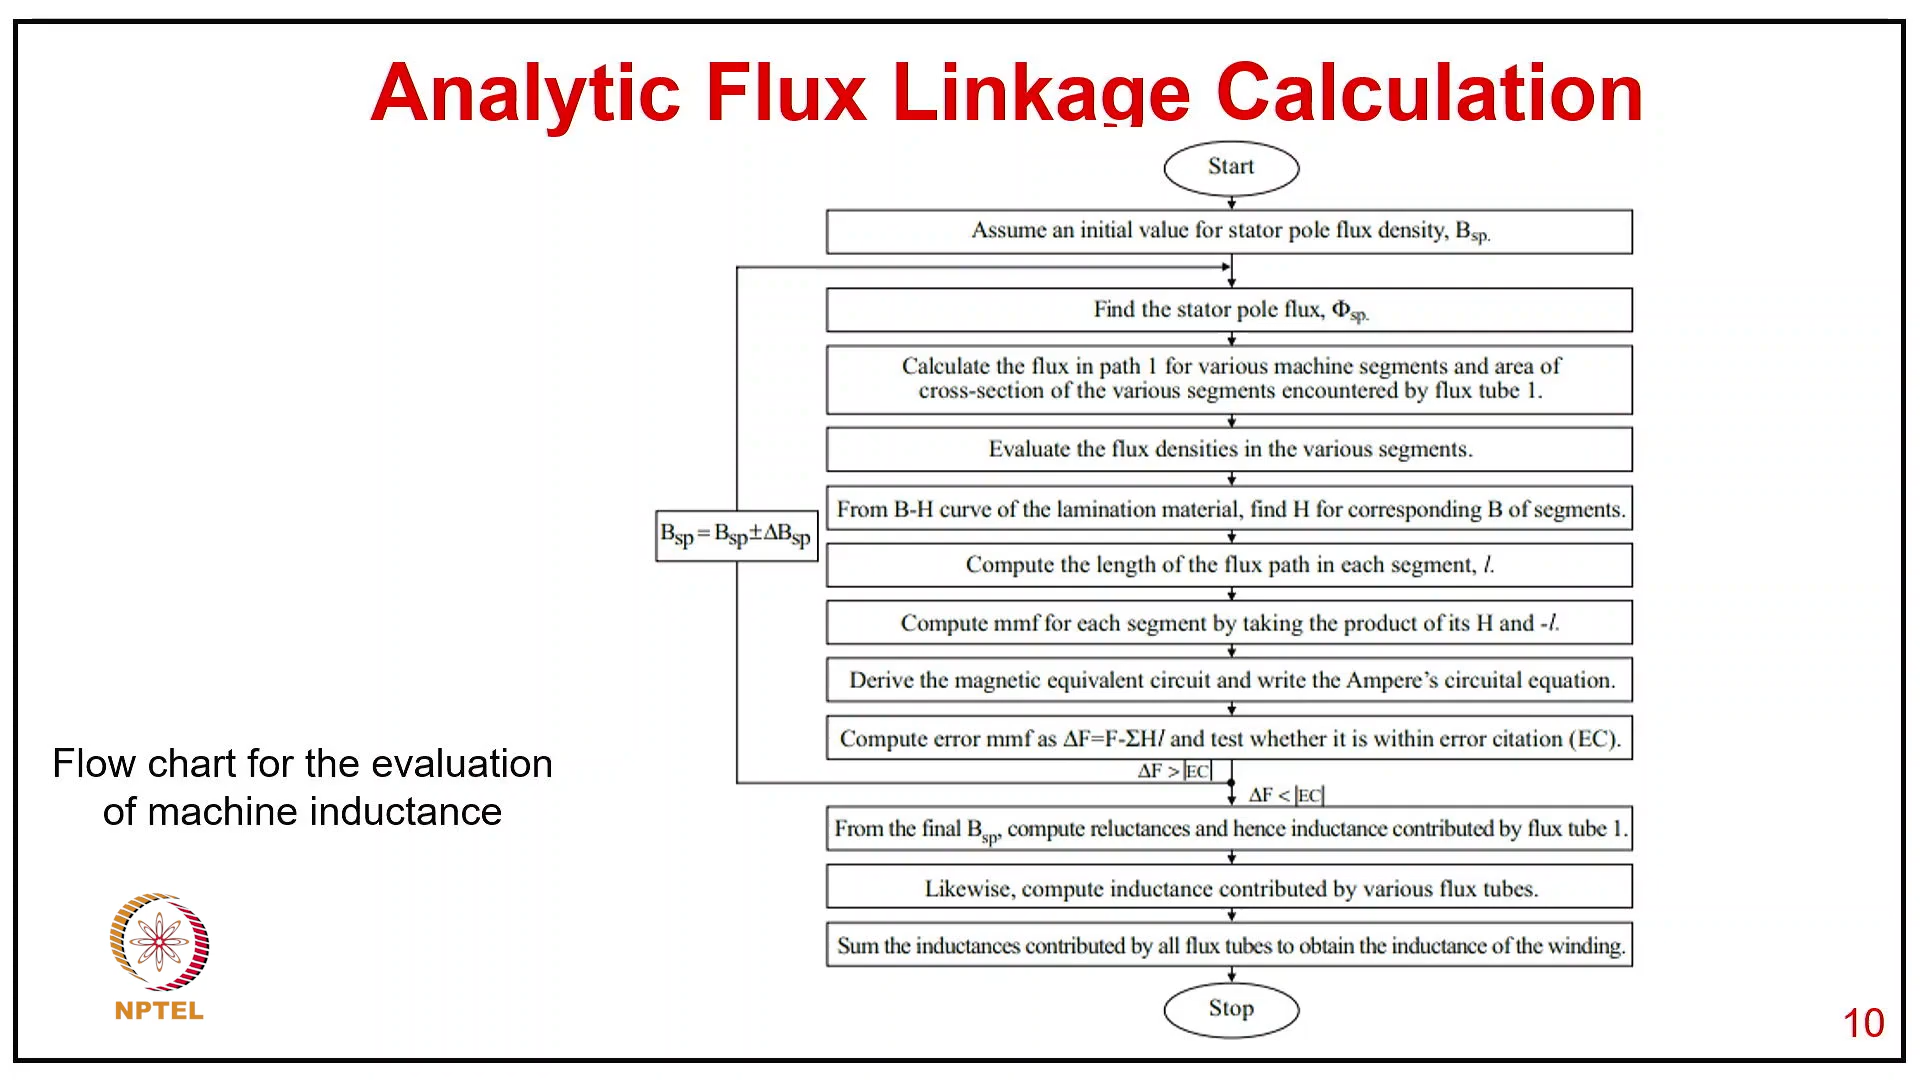 Analytic Flux Linkage Calculation
Start
Assume an initial value for stator pole flux density, Bsp.
Find the stator pole flux, Φsp.
Calculate the flux in path 1 for various machine segments and area of
cross-section of the various segments encountered by flux tube 1.
Evaluate the flux densities in the various segments.
From B-H curve of the lamination material, find H for corresponding B of segments.
Bsp=Bsp±ΔBsp
Compute the length of the flux path in each segment, l.
Compute mmf for each segment by taking the product of its H and -l.
Derive the magnetic equivalent circuit and write the Ampere’s circuital equation.
Compute error mmf as ΔF=F-ΣHl and test whether it is within error citation (EC).
ΔF >|EC|
ΔF <|EC|
From the final Bsp, compute reluctances and hence inductance contributed by flux tube 1.
Likewise, compute inductance contributed by various flux tubes.
Sum the inductances contributed by all flux tubes to obtain the inductance of the winding.
Stop
Flow chart for the evaluation
of machine inductance
NPTEL
10